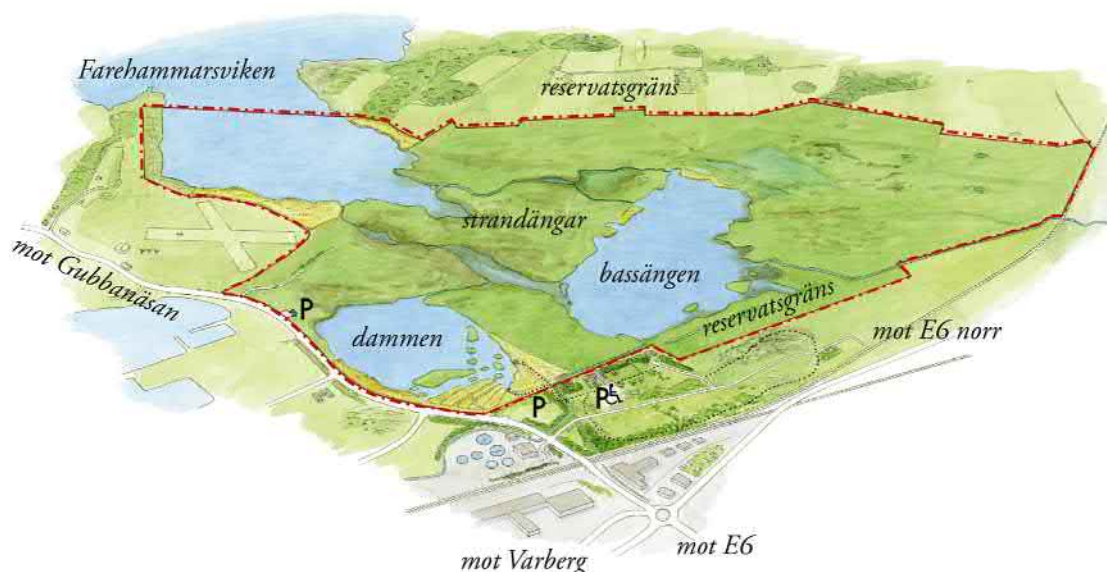 Farehammarsviken
reservatsgräns
strandängar
mot Gubbanäsan
bassängen
P
dammen
reservatsgräns
mot E6 norr
P
P
mot E6
mot Varberg